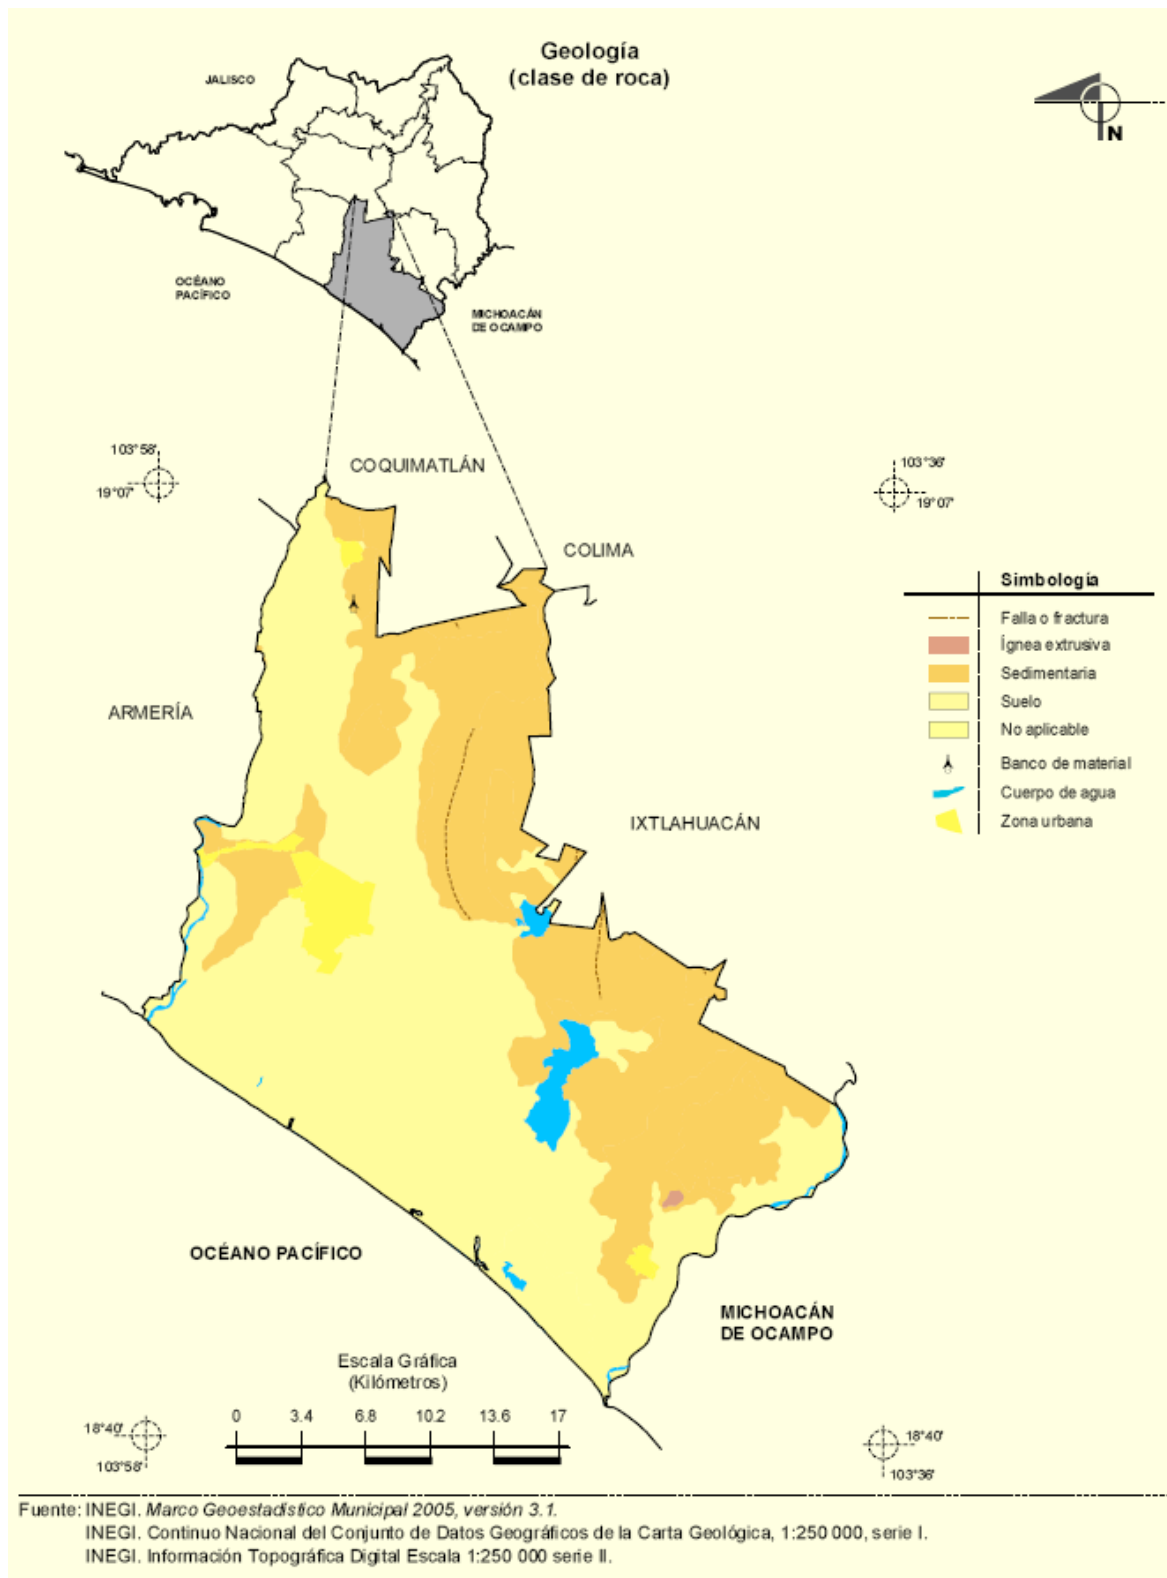 Geología
(clase de roca)
JALISCO
N
OCÉANO
PACÍFICO
MICHOACÁN
DE OCAMPO
103°58'
19°07'
COQUIMATLÁN
103°36'
19°07'
COLIMA
Simbología
Falla o fractura
Ígnea extrusiva
Sedimentaria
Suelo
No aplicable
Banco de material
Cuerpo de agua
Zona urbana
ARMERÍA
IXTLAHUACÁN
OCÉANO PACÍFICO
MICHOACÁN
DE OCAMPO
Escala Gráfica
(Kilómetros)
0 3.4 6.8 10.2 13.6 17
18°40'
103°58'
18°40'
103°36'
Fuente: INEGI. Marco Geoestadístico Municipal 2005, versión 3.1.
INEGI. Continuo Nacional del Conjunto de Datos Geográficos de la Carta Geológica, 1:250 000, serie I.
INEGI. Información Topográfica Digital Escala 1:250 000 serie II.